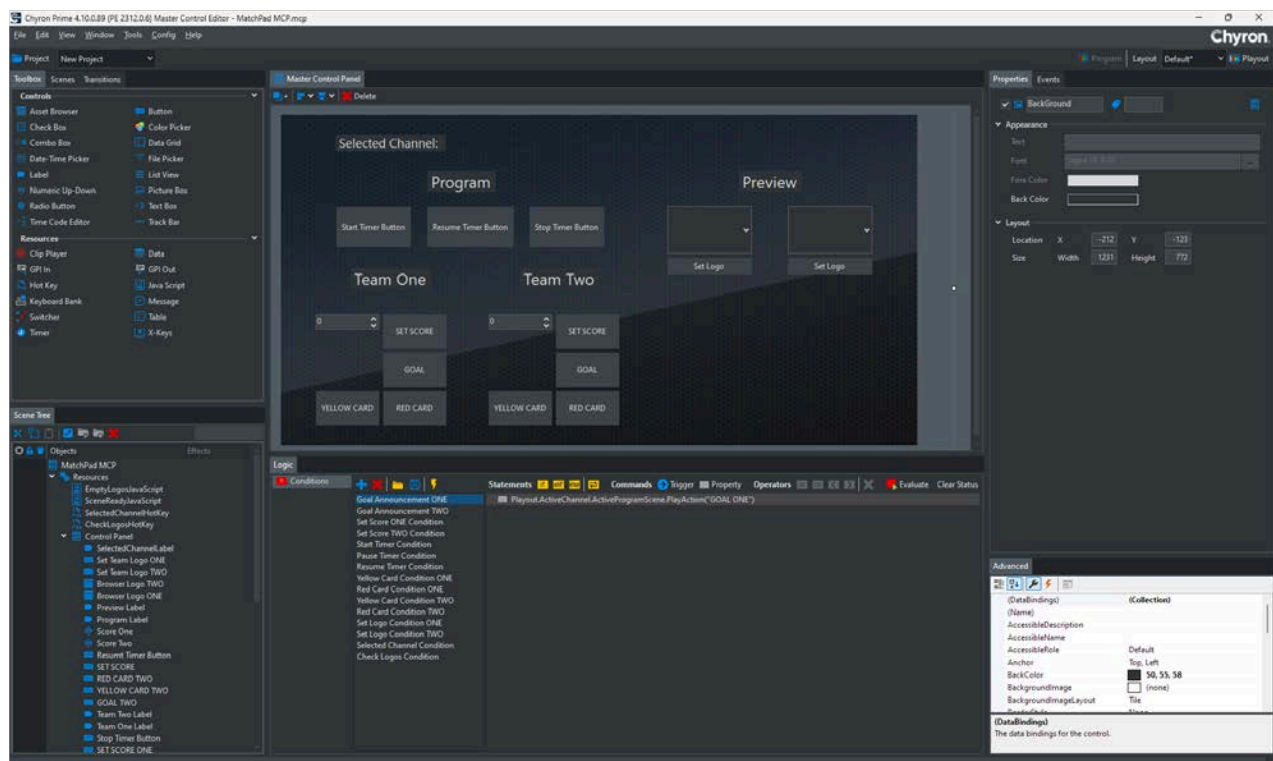 Chyron Prime 4.10.0.89 (PE 2312.0.6) Master Control Editor - MatchPad MCP.mcp
File Edit View Window Tools Config Help
Chyron
Project New Project
Program Layout Default* Playout
Toolbox Scenes Transitions
Controls
Asset Browser Button
Check Box Color Picker
Combo Box Data Grid
Date-Time Picker File Picker
Label List View
Numeric Up-Down Picture Box
Radio Button Text Box
Time Code Editor Track Bar
Resources
Clip Player Data
GPI In GPI Out
Hot Key Java Script
Keyboard Bank Message
Switcher Table
Timer X-Keys
Scene Tree
Objects Effects
MatchPad MCP
Resources
EmptyLogosJavaScript
SceneReadyJavaScript
SelectedChannelHotKey
CheckLogosHotKey
Control Panel
SelectedChannelLabel
Set Team Logo ONE
Set Team Logo TWO
Browser Logo TWO
Browser Logo ONE
Preview Label
Program Label
Score One
Score Two
Resumt Timer Button
SET SCORE
RED CARD TWO
YELLOW CARD TWO
GOAL TWO
Team Two Label
Team One Label
Stop Timer Button
SET SCORE ONE
Master Control Panel
Delete
Selected Channel:
Program Preview
Start Timer Button Resume Timer Button Stop Timer Button
Set Logo Set Logo
Team One Team Two
0 SET SCORE 0 SET SCORE
GOAL GOAL
YELLOW CARD RED CARD YELLOW CARD RED CARD
Logic
Conditions
Statements Commands Trigger Property Operators Evaluate Clear Status
Goal Announcement ONE
Goal Announcement TWO
Set Score ONE Condition
Set Score TWO Condition
Start Timer Condition
Pause Timer Condition
Resume Timer Condition
Yellow Card Condition ONE
Red Card Condition ONE
Yellow Card Condition TWO
Red Card Condition TWO
Set Logo Condition ONE
Set Logo Condition TWO
Selected Channel Condition
Check Logos Condition
Playout.ActiveChannel.ActiveProgramScene.PlayAction("GOAL ONE")
Properties Events
BackGround
Appearance
Text
Font
Fore Color
Back Color
Layout
Location X -212 Y -123
Size Width 1231 Height 772
Advanced
(DataBindings) (Collection)
(Name)
AccessibleDescription
AccessibleName
AccessibleRole Default
Anchor Top, Left
BackColor 50, 55, 58
BackgroundImage (none)
BackgroundImageLayout Tile
(DataBindings)
The data bindings for the control.